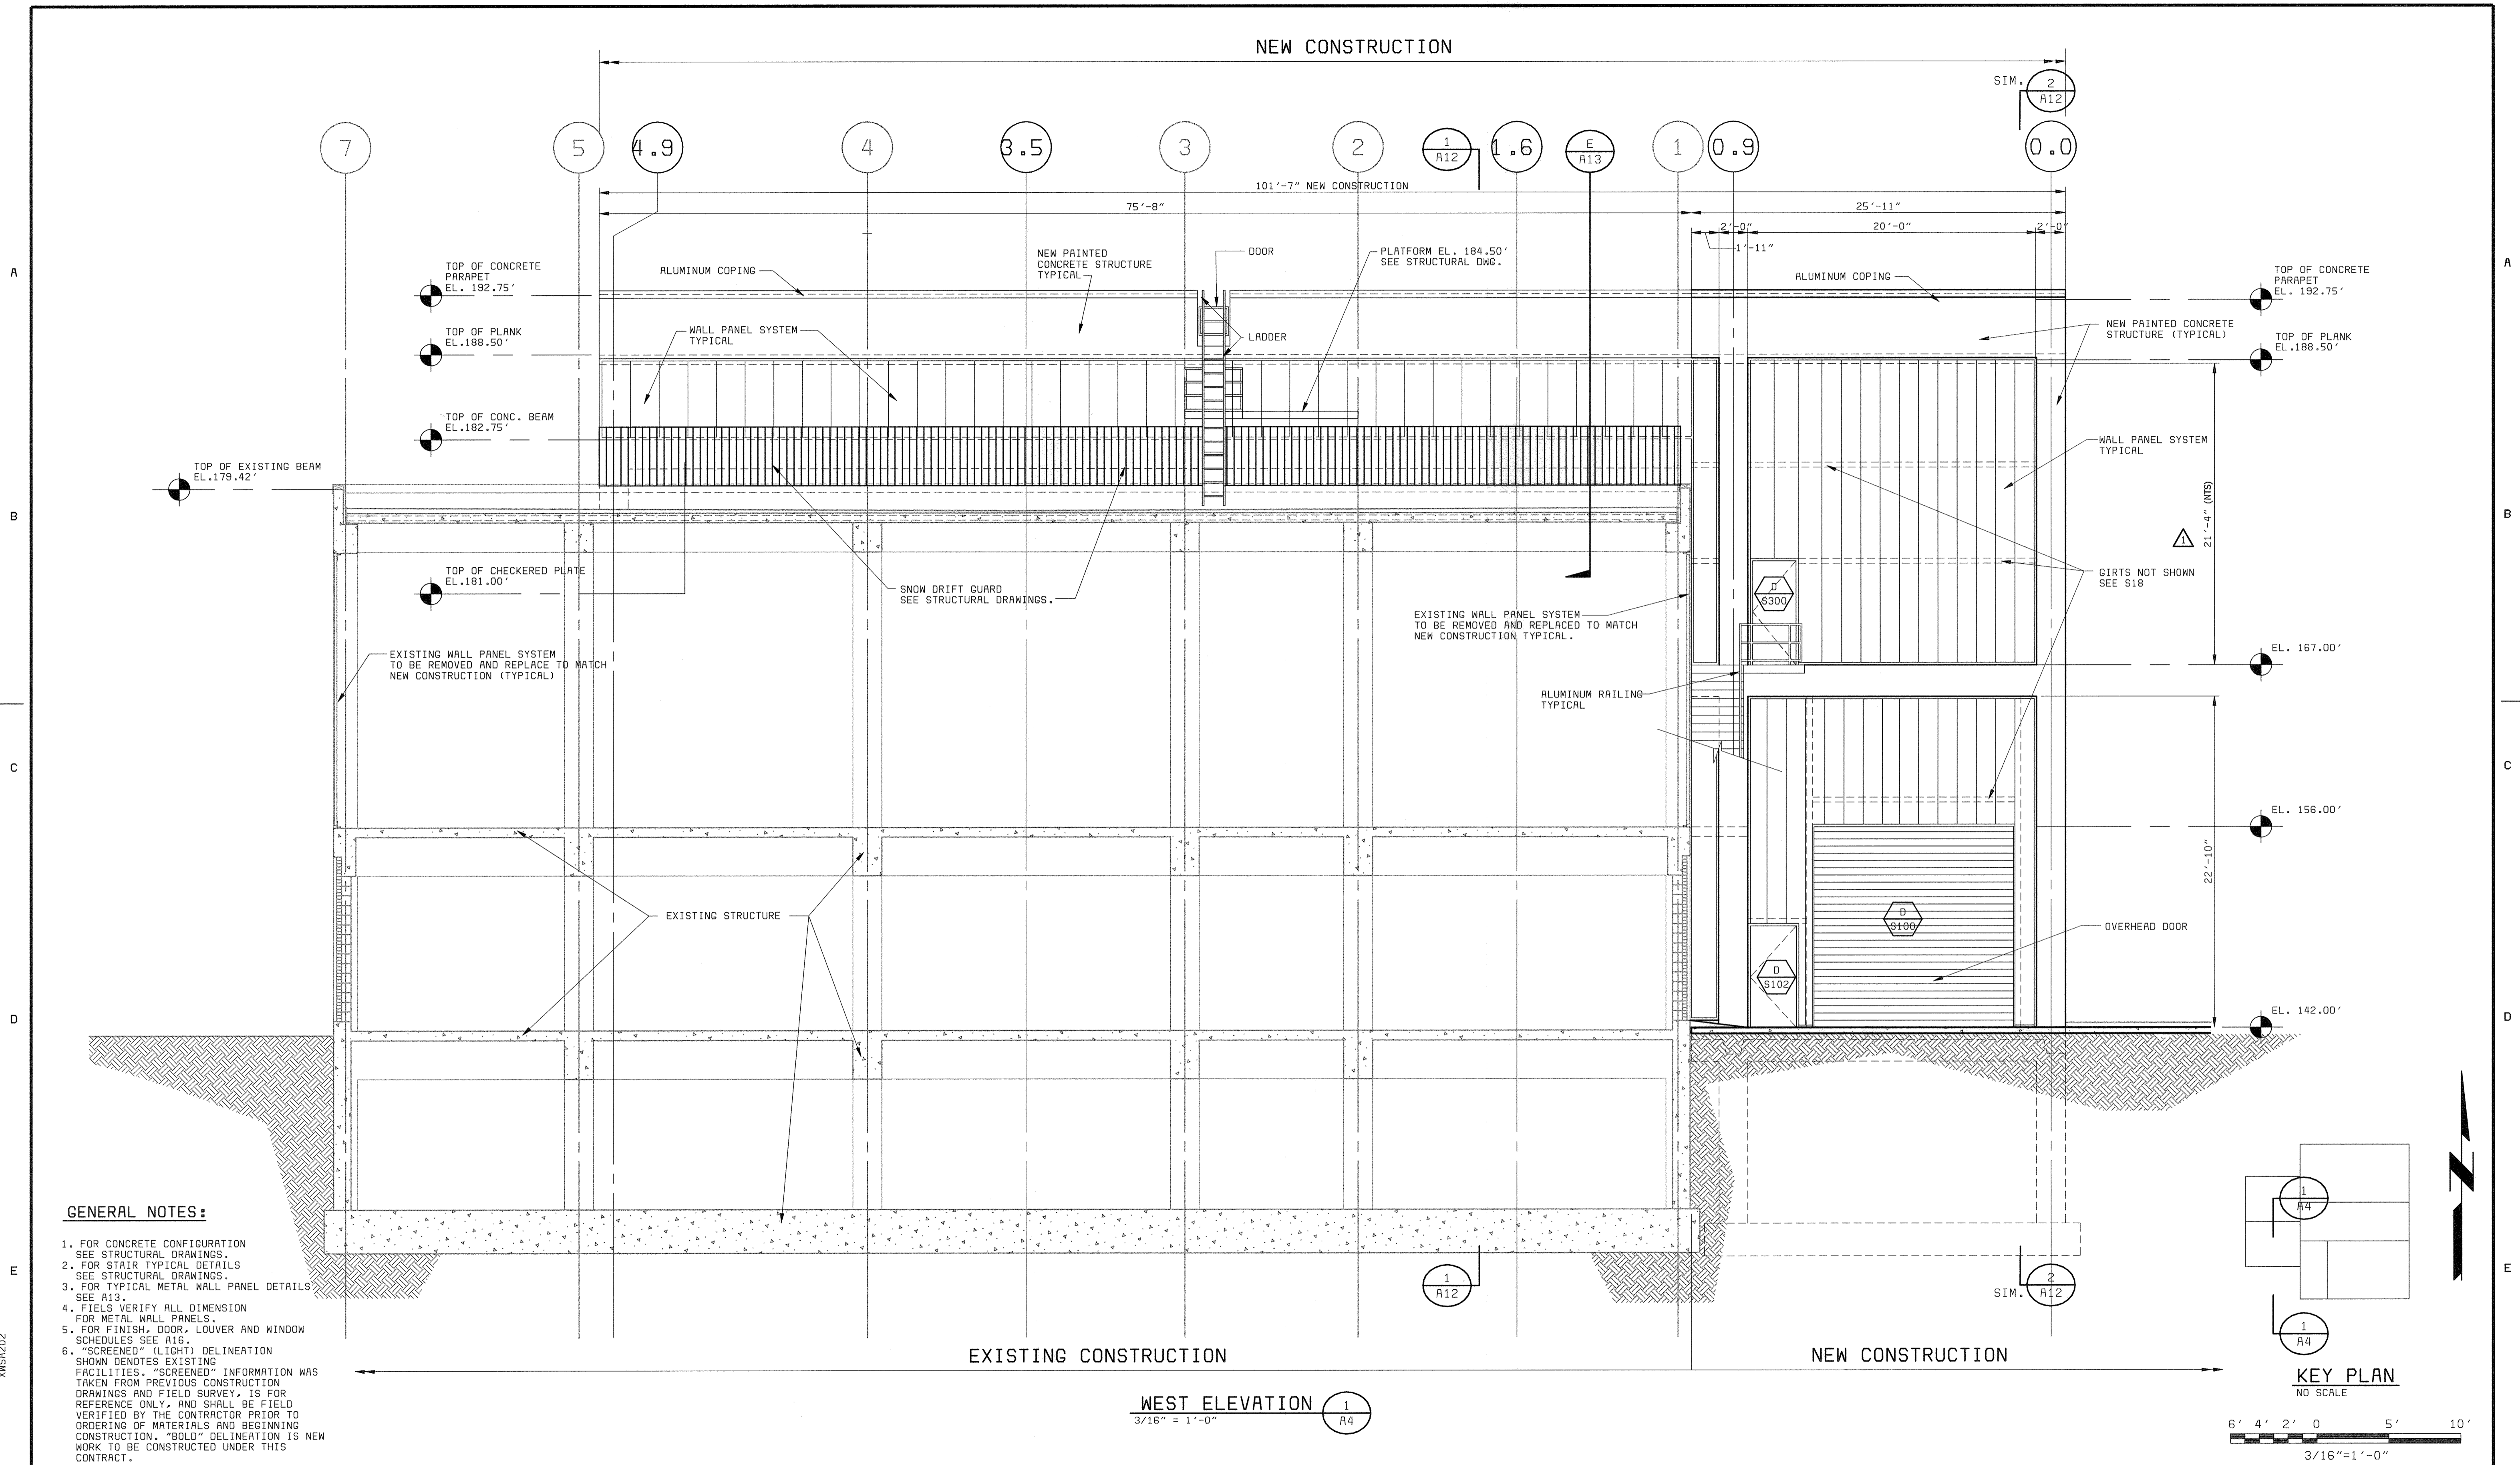 NEW CONSTRUCTION
SIM.
2
A12
7
5
4.9
4
3.5
3
2
1
A12
1.6
E
A13
1
0.9
0.0
101'-7" NEW CONSTRUCTION
75'-8"
25'-11"
2'-0"
20'-0"
2'-0"
1'-11"
A
A
TOP OF CONCRETE
PARAPET
EL. 192.75'
ALUMINUM COPING
NEW PAINTED
CONCRETE STRUCTURE
TYPICAL
DOOR
PLATFORM EL. 184.50'
SEE STRUCTURAL DWG.
ALUMINUM COPING
TOP OF CONCRETE
PARAPET
EL. 192.75'
TOP OF PLANK
EL.188.50'
WALL PANEL SYSTEM
TYPICAL
LADDER
NEW PAINTED CONCRETE
STRUCTURE (TYPICAL)
TOP OF PLANK
EL.188.50'
TOP OF CONC. BEAM
EL.182.75'
WALL PANEL SYSTEM
TYPICAL
TOP OF EXISTING BEAM
EL.179.42'
B
B
21'-4" (NTS)
1
TOP OF CHECKERED PLATE
EL.181.00'
SNOW DRIFT GUARD
SEE STRUCTURAL DRAWINGS.
GIRTS NOT SHOWN
SEE S18
D
S300
EXISTING WALL PANEL SYSTEM
TO BE REMOVED AND REPLACED TO MATCH
NEW CONSTRUCTION TYPICAL.
EXISTING WALL PANEL SYSTEM
TO BE REMOVED AND REPLACE TO MATCH
NEW CONSTRUCTION (TYPICAL)
EL. 167.00'
ALUMINUM RAILING
TYPICAL
C
C
EL. 156.00'
22'-10"
EXISTING STRUCTURE
D
S100
OVERHEAD DOOR
D
S102
D
D
EL. 142.00'
GENERAL NOTES:
1. FOR CONCRETE CONFIGURATION
SEE STRUCTURAL DRAWINGS.
2. FOR STAIR TYPICAL DETAILS
SEE STRUCTURAL DRAWINGS.
3. FOR TYPICAL METAL WALL PANEL DETAILS
SEE A13.
4. FIELS VERIFY ALL DIMENSION
FOR METAL WALL PANELS.
5. FOR FINISH, DOOR, LOUVER AND WINDOW
SCHEDULES SEE A16.
6. "SCREENED" (LIGHT) DELINEATION
SHOWN DENOTES EXISTING
FACILITIES. "SCREENED" INFORMATION WAS
TAKEN FROM PREVIOUS CONSTRUCTION
DRAWINGS AND FIELD SURVEY, IS FOR
REFERENCE ONLY, AND SHALL BE FIELD
VERIFIED BY THE CONTRACTOR PRIOR TO
ORDERING OF MATERIALS AND BEGINNING
CONSTRUCTION. "BOLD" DELINEATION IS NEW
WORK TO BE CONSTRUCTED UNDER THIS
CONTRACT.
E
E
1
A12
SIM.
2
A12
N
1
A4
1
A4
EXISTING CONSTRUCTION
NEW CONSTRUCTION
WEST ELEVATION
3/16" = 1'-0"
1
A4
KEY PLAN
NO SCALE
6' 4' 2' 0 5' 10'
3/16"=1'-0"